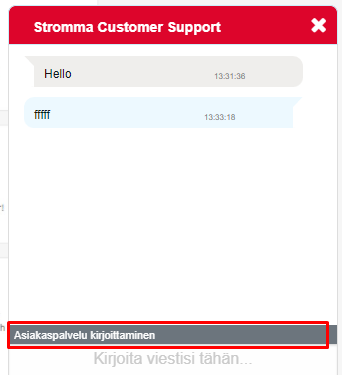 Stromma Customer Support
Hello 13:31:36
fffff 13:33:18
Asiakaspalvelu kirjoittaminen
Kirjoita viestisi tähän...